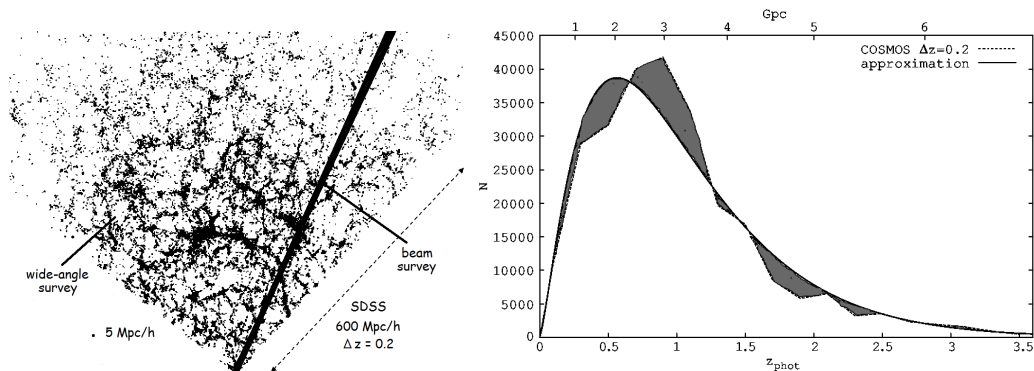 wide-angle
survey
beam
survey
SDSS
600 Mpc/h
Δ z = 0.2
5 Mpc/h
Gpc
1 2 3 4 5 6
COSMOS Δz=0.2
approximation
N
45000
40000
35000
30000
25000
20000
15000
10000
5000
0
0 0.5 1 1.5 2 2.5 3 3.5
z_phot